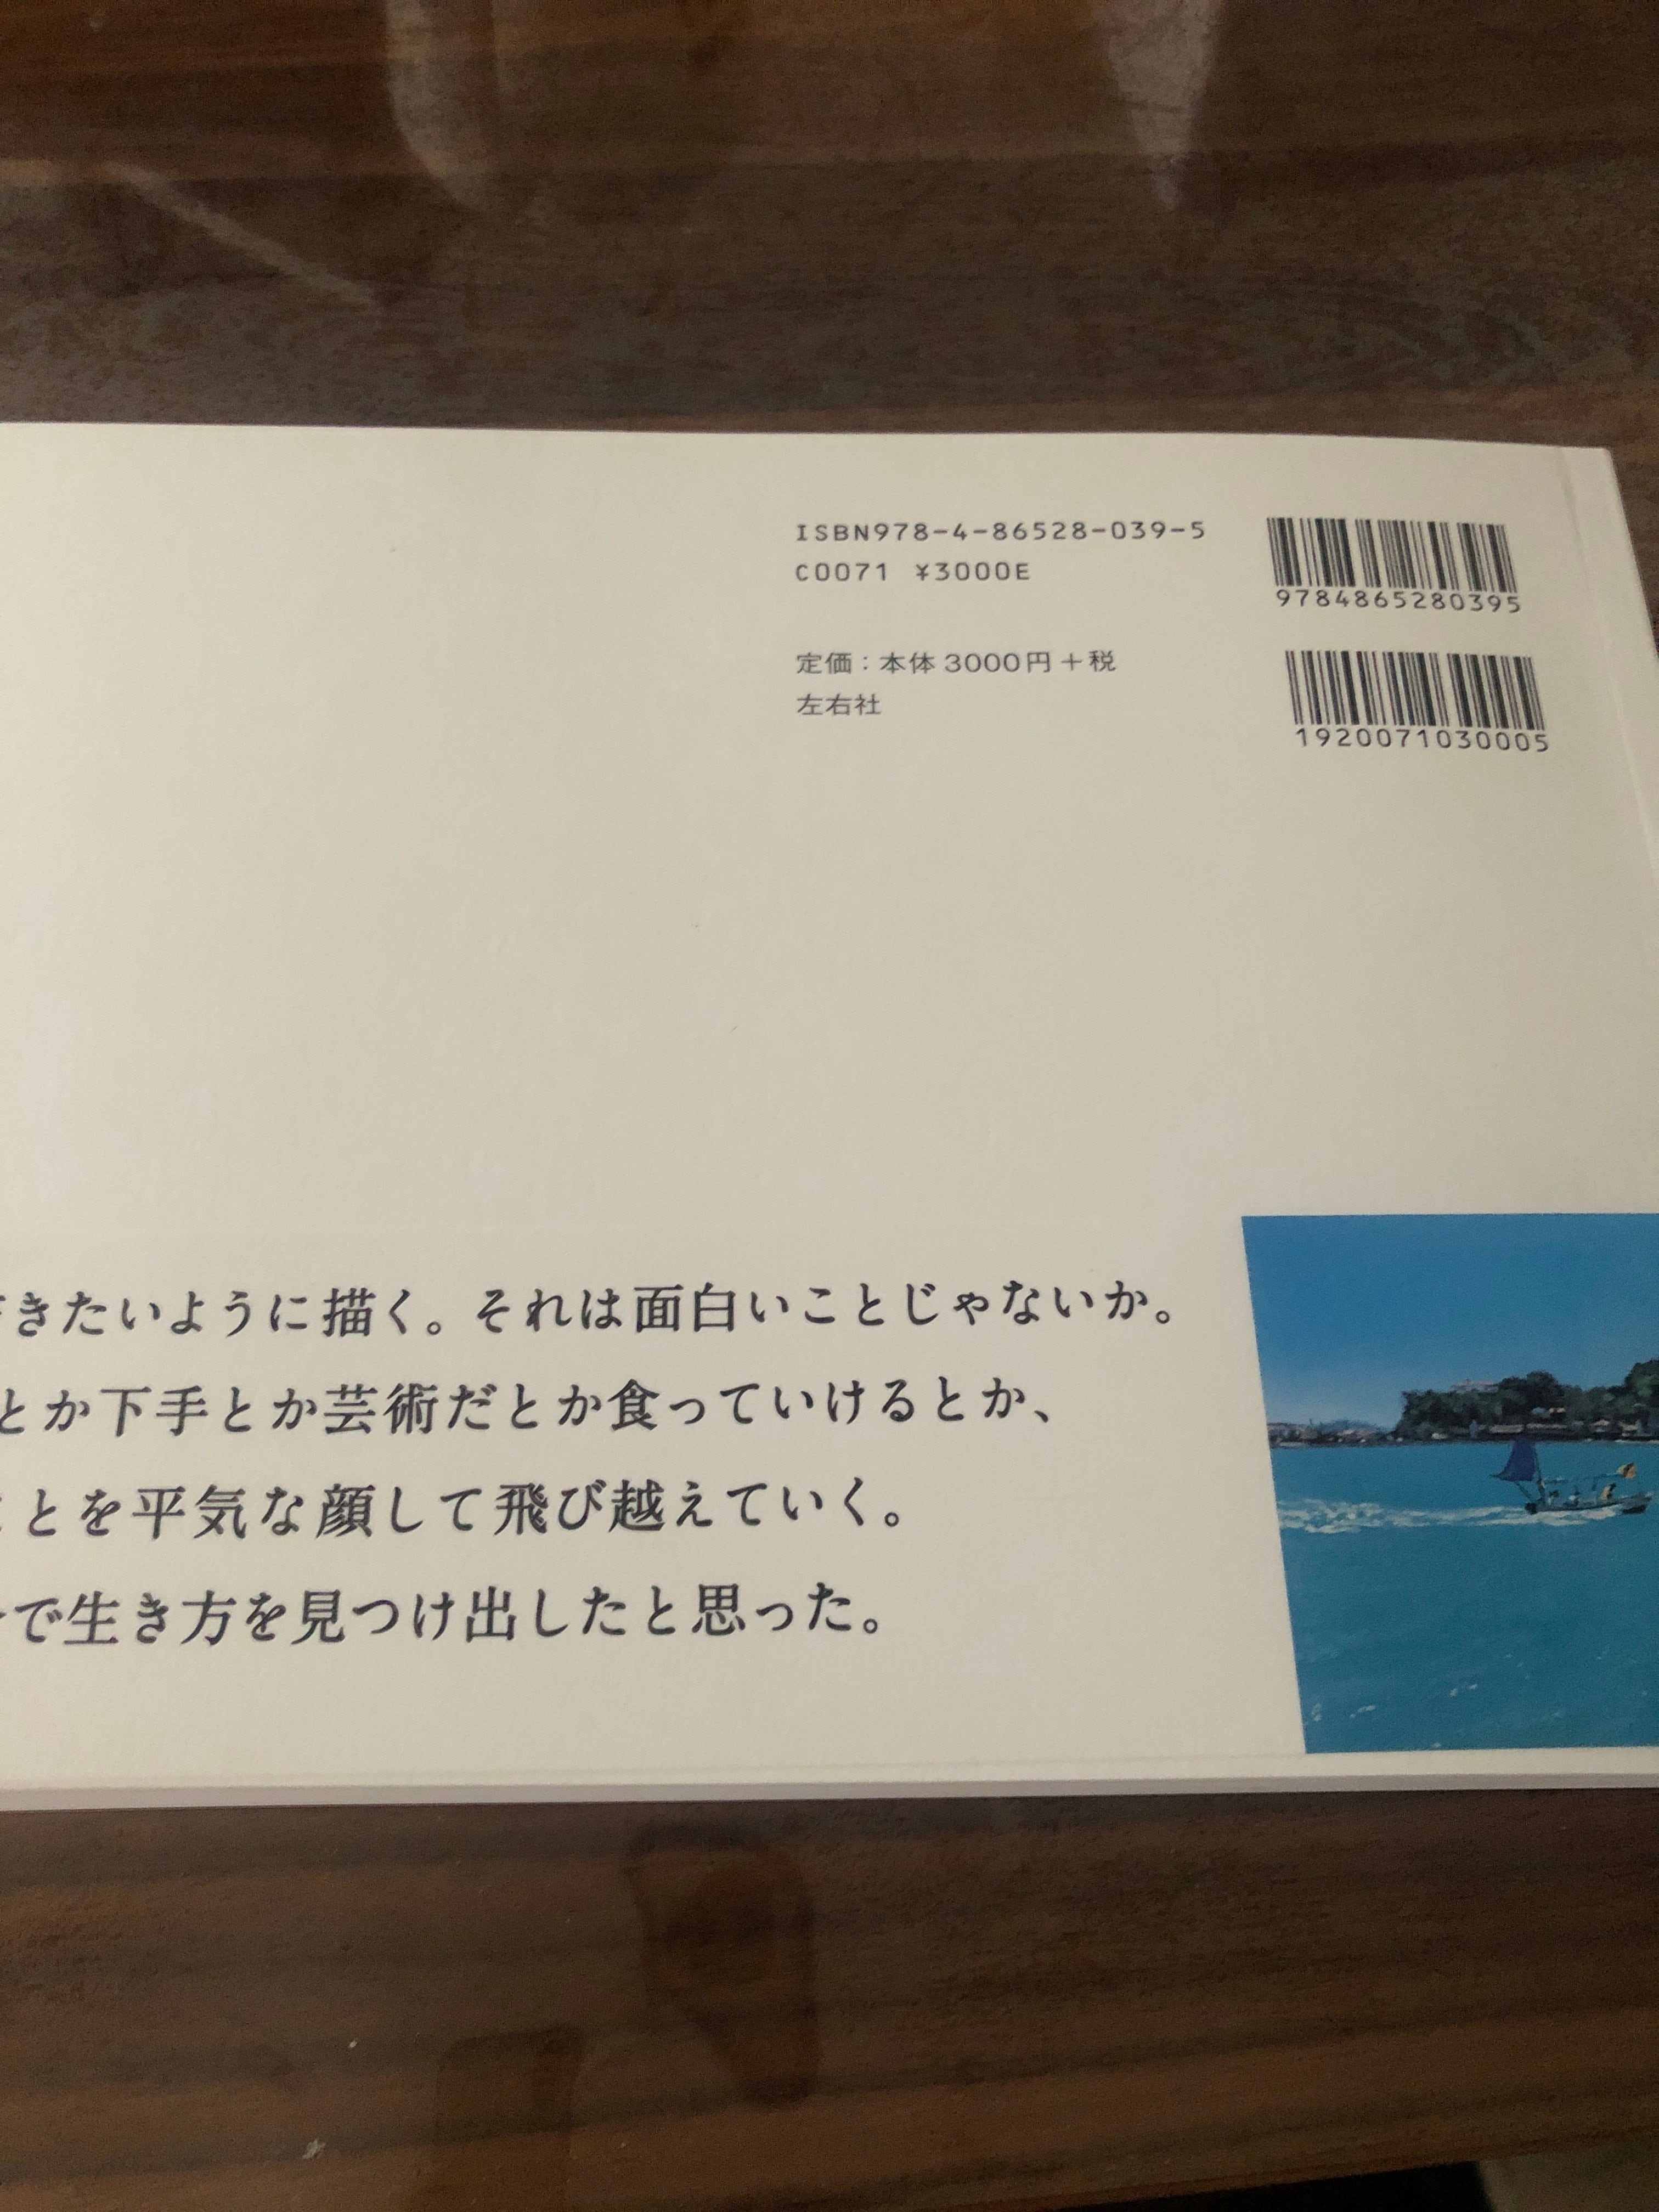 ISBN978-4-86528-039-5
C0071 ¥3000E
9784865280395
定価：本体3000円＋税
左右社
1920071030005
きたいように描く。それは面白いことじゃないか。
とか下手とか芸術だとか食っていけるとか、
とを平気な顔して飛び越えていく。
で生き方を見つけ出したと思った。